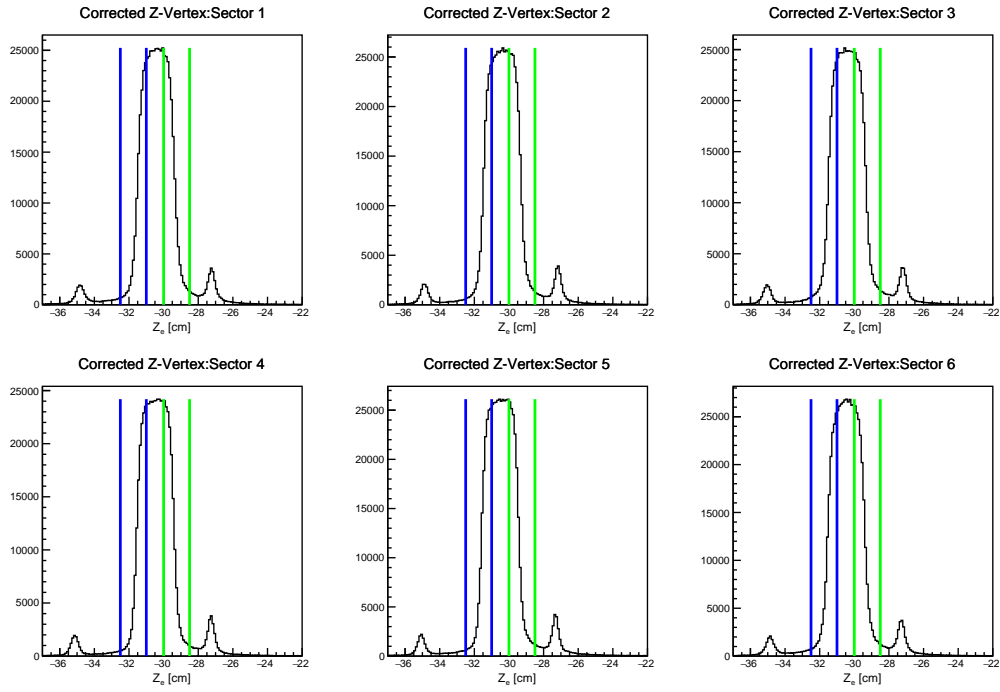 Corrected Z-Vertex:Sector 1
25000
20000
15000
10000
5000
0
−36 −34 −32 −30 −28 −26 −24 −22
Z_e [cm]
Corrected Z-Vertex:Sector 2
25000
20000
15000
10000
5000
0
−36 −34 −32 −30 −28 −26 −24 −22
Z_e [cm]
Corrected Z-Vertex:Sector 3
25000
20000
15000
10000
5000
0
−36 −34 −32 −30 −28 −26 −24 −22
Z_e [cm]
Corrected Z-Vertex:Sector 4
25000
20000
15000
10000
5000
0
−36 −34 −32 −30 −28 −26 −24 −22
Z_e [cm]
Corrected Z-Vertex:Sector 5
25000
20000
15000
10000
5000
0
−36 −34 −32 −30 −28 −26 −24 −22
Z_e [cm]
Corrected Z-Vertex:Sector 6
25000
20000
15000
10000
5000
0
−36 −34 −32 −30 −28 −26 −24 −22
Z_e [cm]